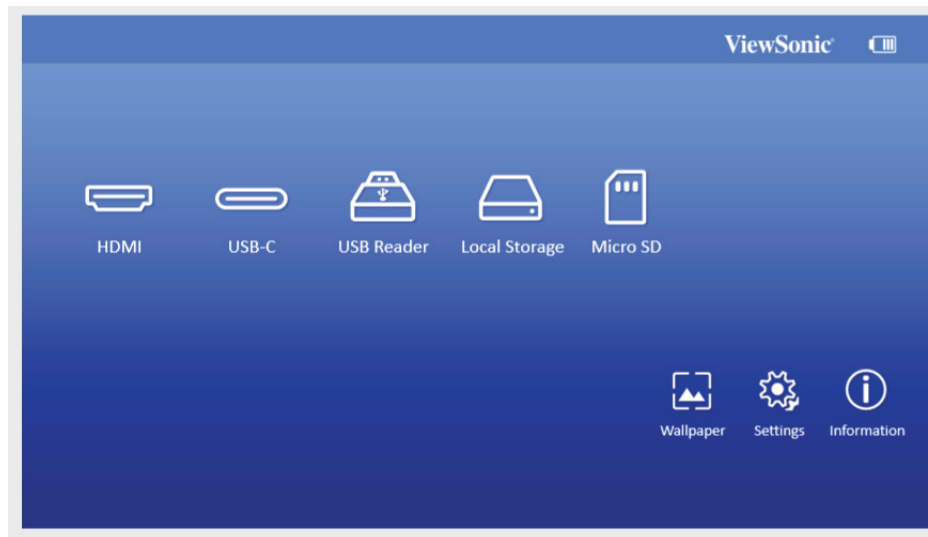 ViewSonic
HDMI USB-C USB Reader Local Storage Micro SD
Wallpaper Settings Information